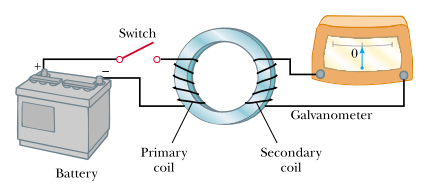 Switch
+
−
0
Galvanometer
Primary
coil
Secondary
coil
Battery